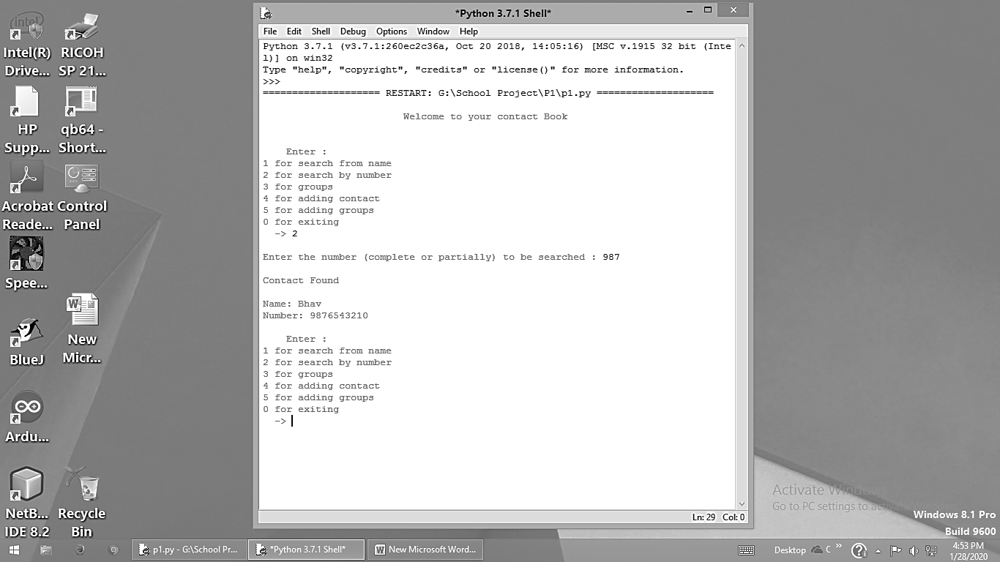 Intel(R)
Drive...
RICOH
SP 21...
HP
Supp...
qb64 -
Short...
Acrobat
Reade...
Control
Panel
Spee...
BlueJ
New
Micr...
Ardu...
NetB...
IDE 8.2
Recycle
Bin
*Python 3.7.1 Shell*
File Edit Shell Debug Options Window Help
Python 3.7.1 (v3.7.1:260ec2c36a, Oct 20 2018, 14:05:16) [MSC v.1915 32 bit (Inte
l)] on win32
Type "help", "copyright", "credits" or "license()" for more information.
>>>
==================== RESTART: G:\School Project\P1\p1.py ====================
Welcome to your contact Book
Enter :
1 for search from name
2 for search by number
3 for groups
4 for adding contact
5 for adding groups
0 for exiting
-> 2
Enter the number (complete or partially) to be searched : 987
Contact Found
Name: Bhav
Number: 9876543210
Enter :
1 for search from name
2 for search by number
3 for groups
4 for adding contact
5 for adding groups
0 for exiting
->
Ln: 29 Col: 0
Activate Windows
Go to PC settings to activate
Windows 8.1 Pro
Build 9600
p1.py - G:\School Pr...
*Python 3.7.1 Shell*
New Microsoft Word...
Desktop
C
4:53 PM
1/28/2020